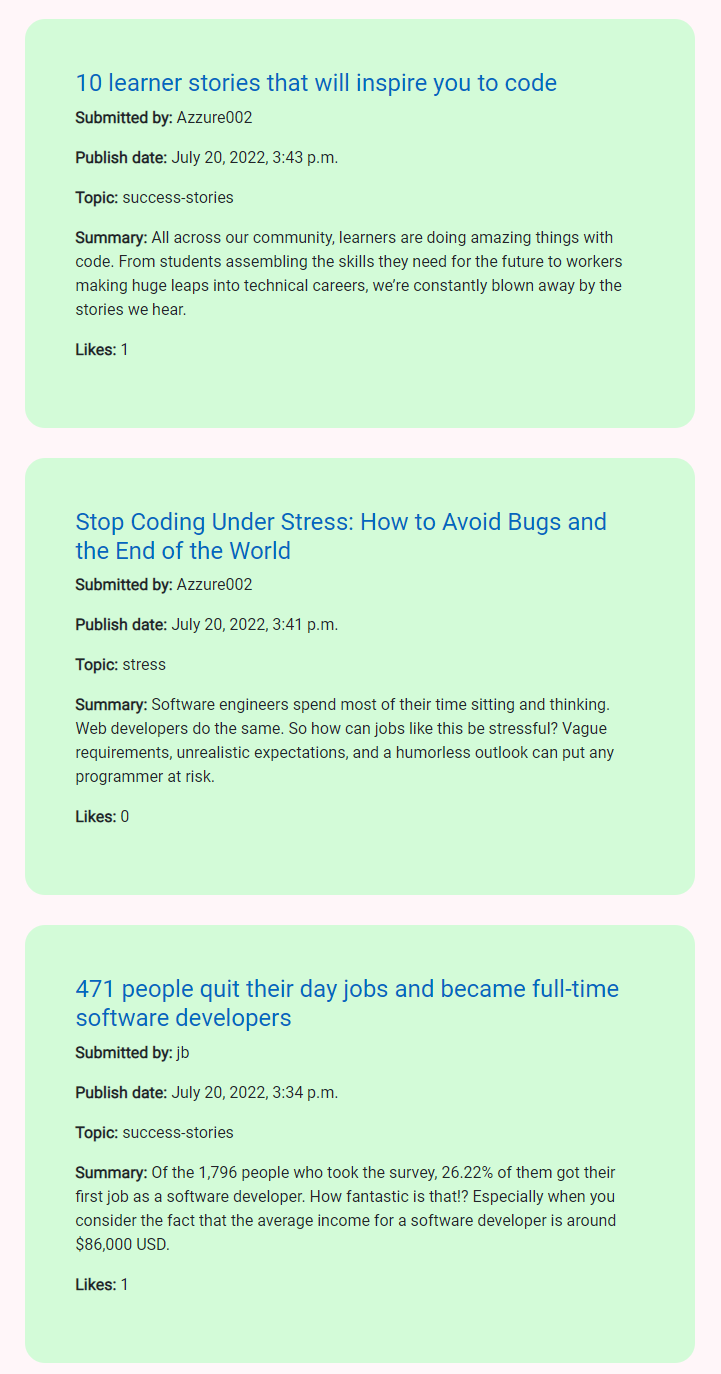 10 learner stories that will inspire you to code
Submitted by: Azzure002
Publish date: July 20, 2022, 3:43 p.m.
Topic: success-stories
Summary: All across our community, learners are doing amazing things with
code. From students assembling the skills they need for the future to workers
making huge leaps into technical careers, we’re constantly blown away by the
stories we hear.
Likes: 1
Stop Coding Under Stress: How to Avoid Bugs and
the End of the World
Submitted by: Azzure002
Publish date: July 20, 2022, 3:41 p.m.
Topic: stress
Summary: Software engineers spend most of their time sitting and thinking.
Web developers do the same. So how can jobs like this be stressful? Vague
requirements, unrealistic expectations, and a humorless outlook can put any
programmer at risk.
Likes: 0
471 people quit their day jobs and became full-time
software developers
Submitted by: jb
Publish date: July 20, 2022, 3:34 p.m.
Topic: success-stories
Summary: Of the 1,796 people who took the survey, 26.22% of them got their
first job as a software developer. How fantastic is that!? Especially when you
consider the fact that the average income for a software developer is around
$86,000 USD.
Likes: 1